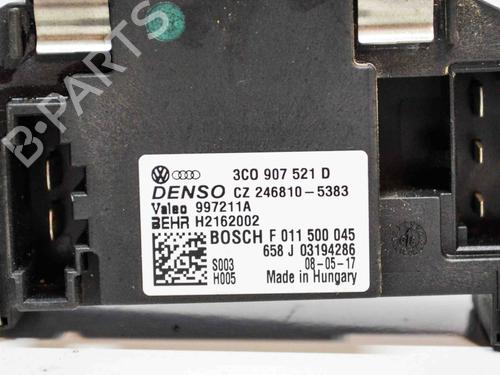 3C0 907 521 D
DENSO CZ 246810-5383
Valeo 997211A
BEHR H2162002
BOSCH F 011 500 045
658 J 03194286
S003 08-05-17
H005 Made in Hungary
B-PARTS